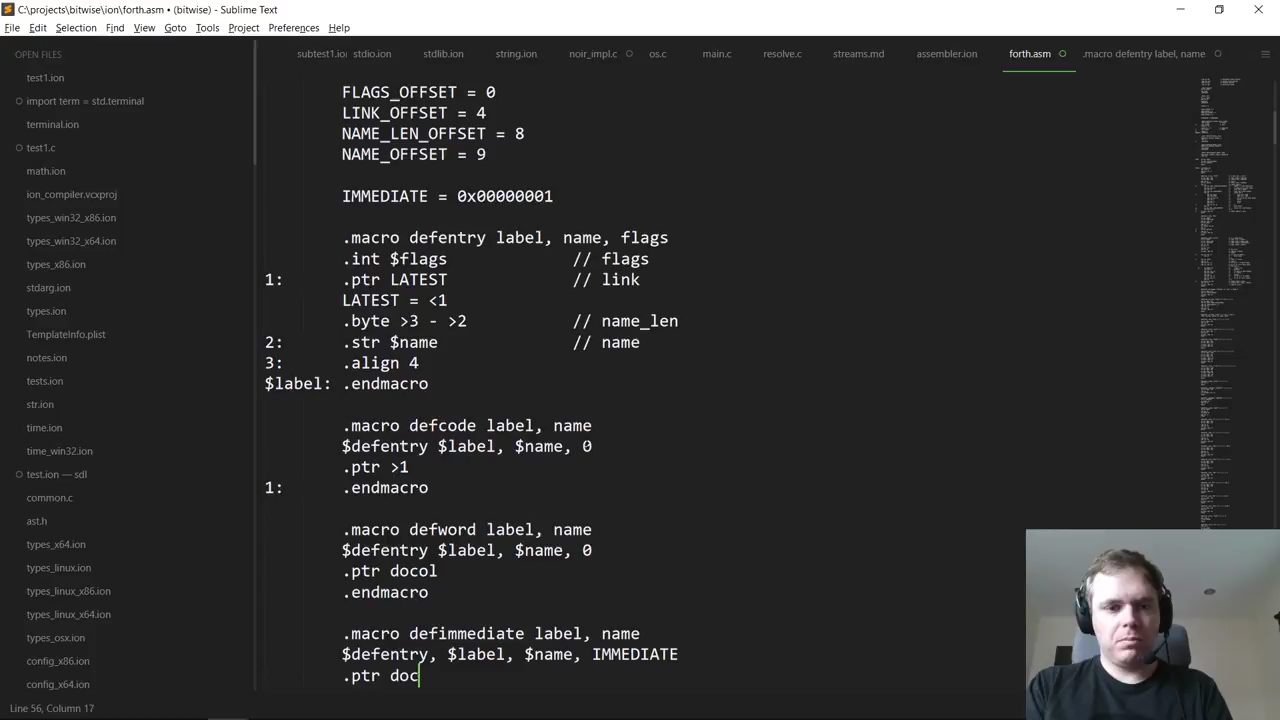 C:\projects\bitwise\ion\forth.asm • (bitwise) - Sublime Text
File Edit Selection Find View Goto Tools Project Preferences Help
OPEN FILES
test1.ion
import term = std.terminal
terminal.ion
test1.c
math.ion
ion_compiler.vcxproj
types_win32_x86.ion
types_win32_x64.ion
types_x86.ion
stdarg.ion
types.ion
TemplateInfo.plist
notes.ion
tests.ion
str.ion
time.ion
time_win32.ion
test.ion — sdl
common.c
ast.h
types_x64.ion
types_linux.ion
types_linux_x86.ion
types_linux_x64.ion
types_osx.ion
config_x86.ion
config_x64.ion
subtest1.ion stdio.ion stdlib.ion string.ion noir_impl.c os.c main.c resolve.c streams.md assembler.ion forth.asm .macro defentry label, name
FLAGS_OFFSET = 0
LINK_OFFSET = 4
NAME_LEN_OFFSET = 8
NAME_OFFSET = 9
IMMEDIATE = 0x00000001
.macro defentry label, name, flags
.int $flags // flags
1: .ptr LATEST // link
LATEST = <1
.byte >3 - >2 // name_len
2: .str $name // name
3: .align 4
$label: .endmacro
.macro defcode label, name
$defentry $label, $name, 0
.ptr >1
1: .endmacro
.macro defword label, name
$defentry $label, $name, 0
.ptr docol
.endmacro
.macro defimmediate label, name
$defentry, $label, $name, IMMEDIATE
.ptr doc
Line 56, Column 17